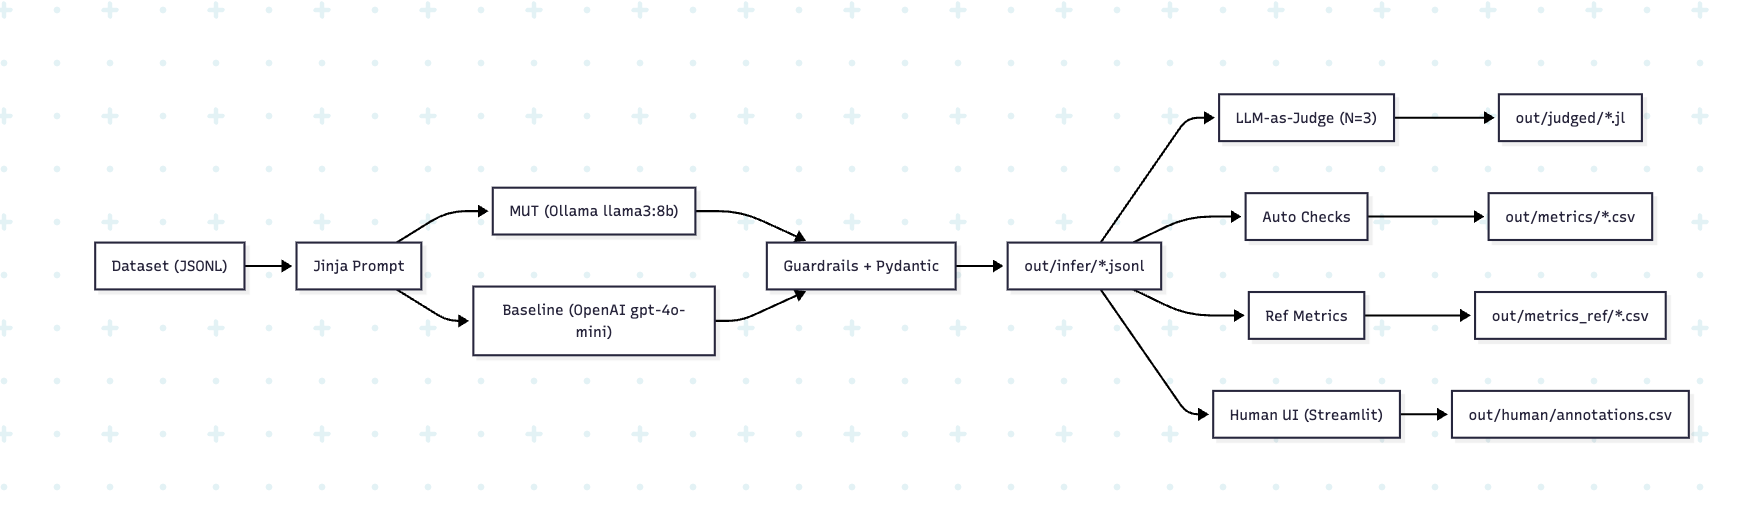 Dataset (JSONL)
Jinja Prompt
MUT (Ollama llama3:8b)
Baseline (OpenAI gpt-4o-
mini)
Guardrails + Pydantic
out/infer/*.jsonl
LLM-as-Judge (N=3)
out/judged/*.jl
Auto Checks
out/metrics/*.csv
Ref Metrics
out/metrics_ref/*.csv
Human UI (Streamlit)
out/human/annotations.csv